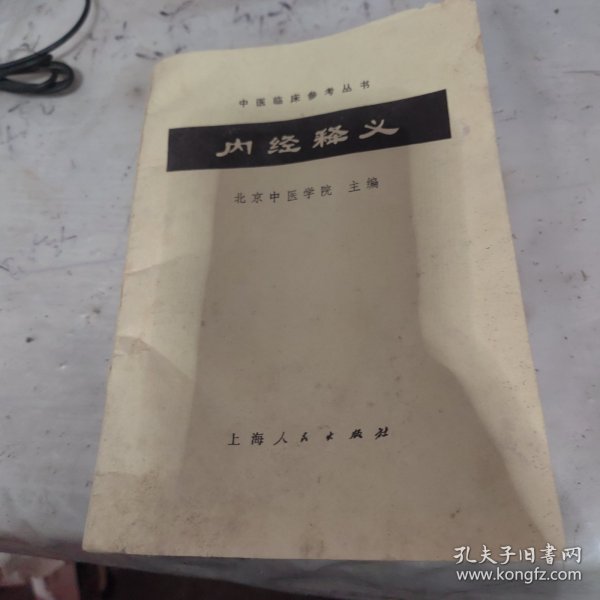 中医临床参考丛书
内经释义
北京中医学院 主编
上海人民出版社
孔夫子旧书网
www.kongfz.com